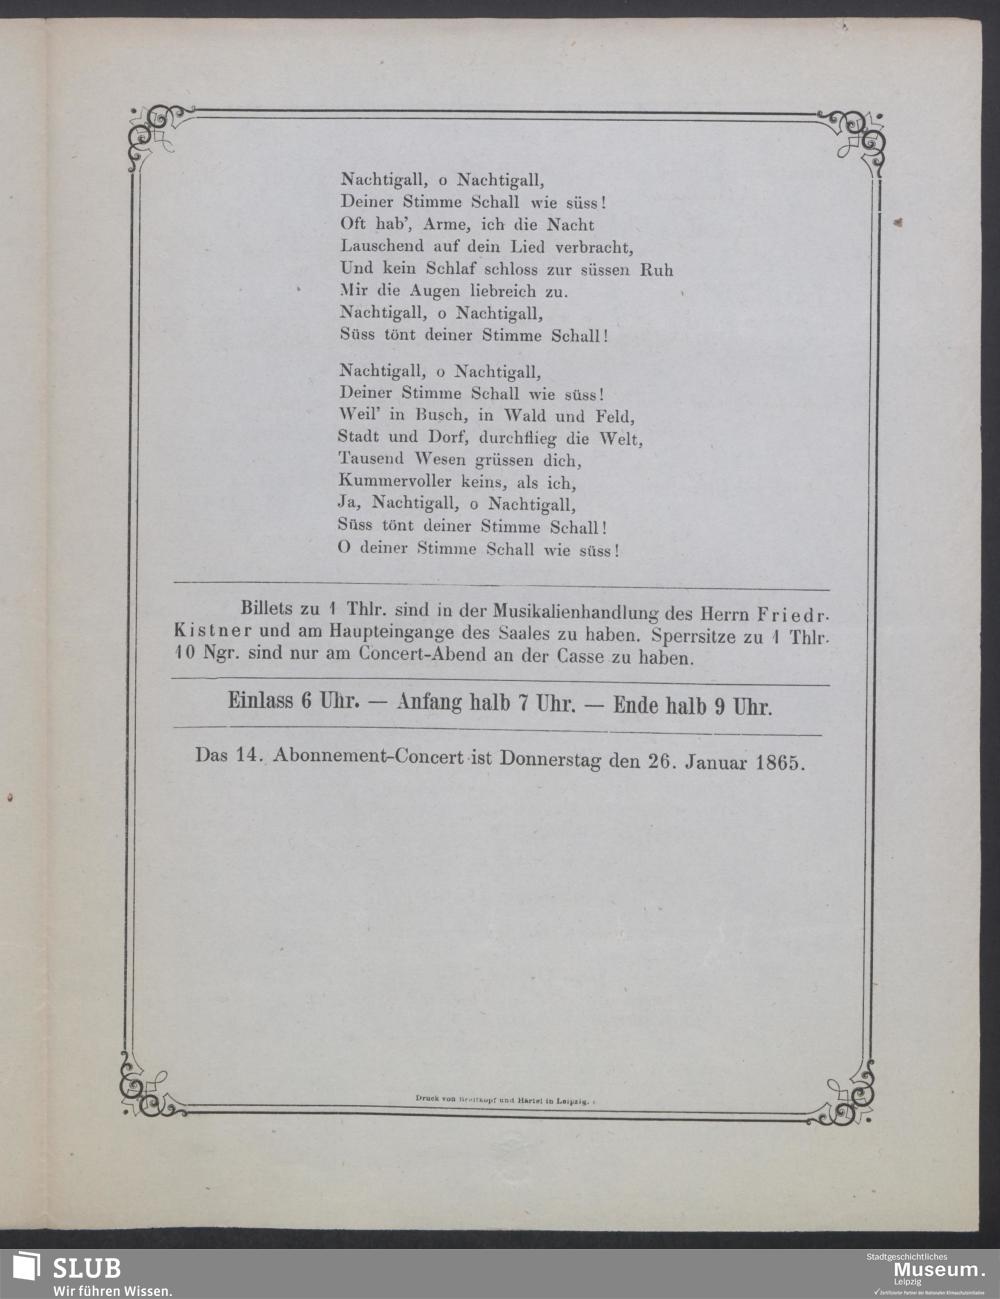 Nachtigall, o Nachtigall,
Deiner Stimme Schall wie süss!
Oft hab', Arme, ich die Nacht
Lauschend auf dein Lied verbracht,
Und kein Schlaf schloss zur süssen Ruh
Mir die Augen liebreich zu.
Nachtigall, o Nachtigall,
Süss tönt deiner Stimme Schall!
Nachtigall, o Nachtigall,
Deiner Stimme Schall wie süss!
Weil' in Busch, in Wald und Feld,
Stadt und Dorf, durchflieg die Welt,
Tausend Wesen grüssen dich,
Kummervoller keins, als ich,
Ja, Nachtigall, o Nachtigall,
Süss tönt deiner Stimme Schall!
O deiner Stimme Schall wie süss!
Billets zu 1 Thlr. sind in der Musikalienhandlung des Herrn Friedr.
Kistner und am Haupteingange des Saales zu haben. Sperrsitze zu 1 Thlr.
10 Ngr. sind nur am Concert-Abend an der Casse zu haben.
Einlass 6 Uhr. — Anfang halb 7 Uhr. — Ende halb 9 Uhr.
Das 14. Abonnement-Concert ist Donnerstag den 26. Januar 1865.
Druck von Breitkopf und Härtel in Leipzig.
SLUB
Wir führen Wissen.
Stadtgeschichtliches
Museum.
Leipzig
Zertifizierter Partner der Nationalen Klimaschutzinitiative